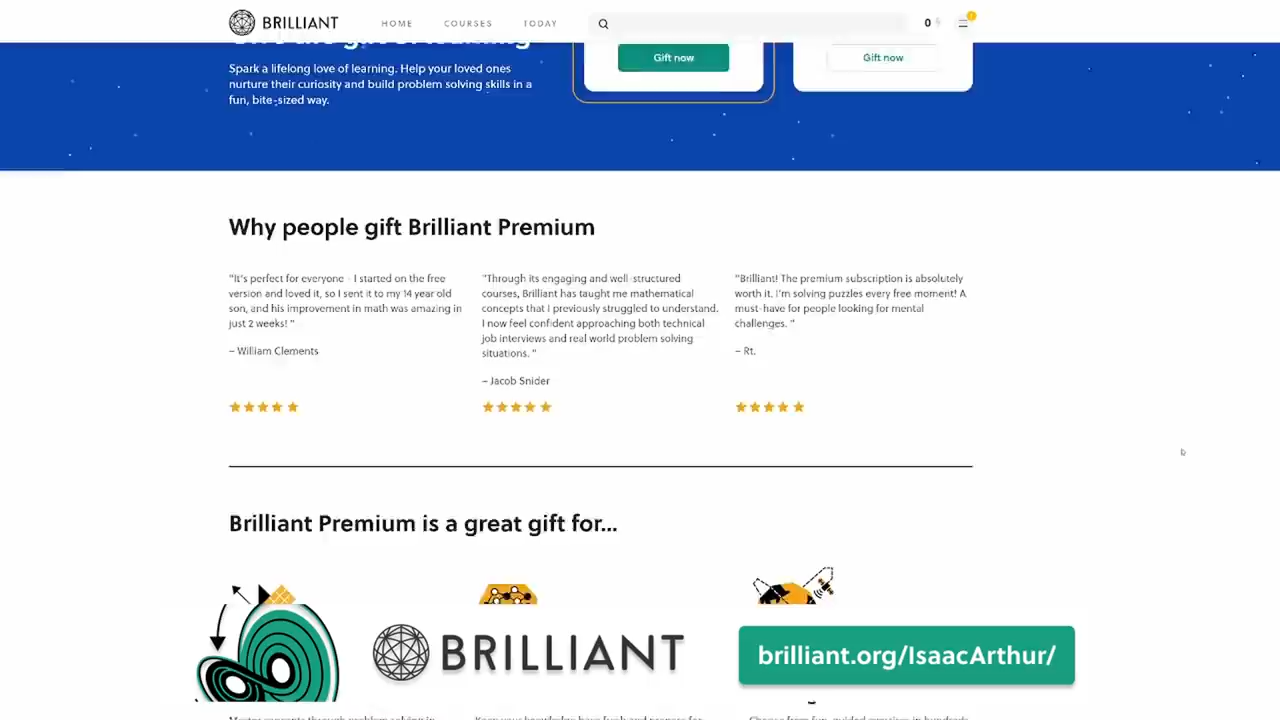 BRILLIANT
HOME
COURSES
TODAY
0
Spark a lifelong love of learning. Help your loved ones
nurture their curiosity and build problem solving skills in a
fun, bite-sized way.
Gift now
Gift now
Why people gift Brilliant Premium
"It's perfect for everyone - I started on the free
version and loved it, so I sent it to my 14 year old
son, and his improvement in math was amazing in
just 2 weeks! "
– William Clements
"Through its engaging and well-structured
courses, Brilliant has taught me mathematical
concepts that I previously struggled to understand.
I now feel confident approaching both technical
job interviews and real world problem solving
situations. "
– Jacob Snider
"Brilliant! The premium subscription is absolutely
worth it. I'm solving puzzles every free moment! A
must-have for people looking for mental
challenges. "
– Rt.
Brilliant Premium is a great gift for...
BRILLIANT
brilliant.org/IsaacArthur/